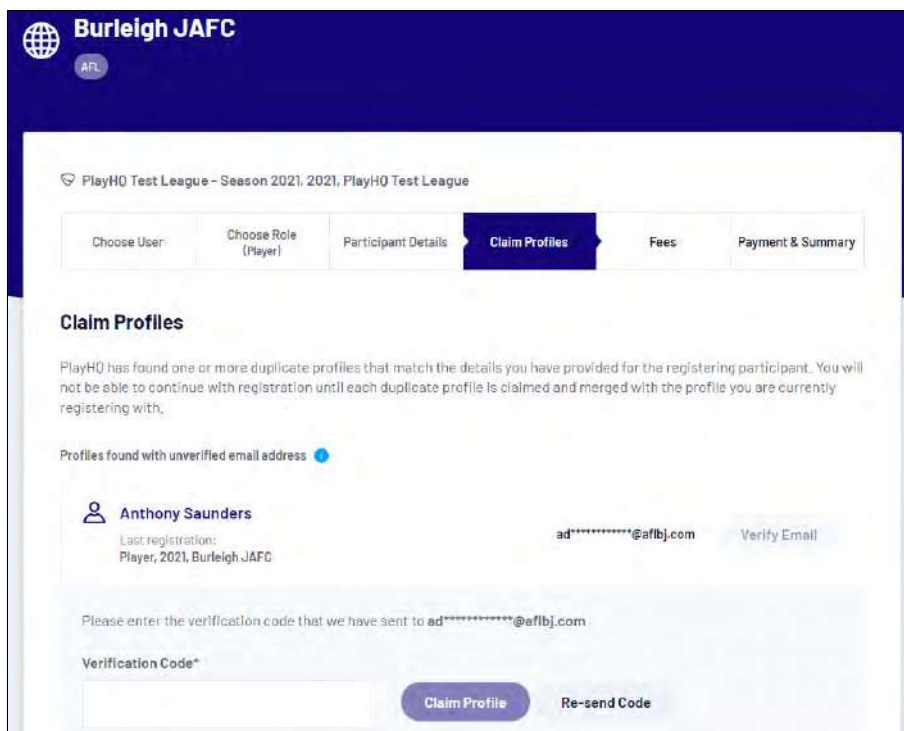 Burleigh JAFC
AFL
PlayHQ Test League - Season 2021, 2021, PlayHQ Test League
Choose User
Choose Role
(Player)
Participant Details
Claim Profiles
Fees
Payment & Summary
Claim Profiles
PlayHQ has found one or more duplicate profiles that match the details you have provided for the registering participant. You will
not be able to continue with registration until each duplicate profile is claimed and merged with the profile you are currently
registering with.
Profiles found with unverified email address
Anthony Saunders
Last registration:
Player, 2021, Burleigh JAFC
ad************@aflbj.com
Verify Email
Please enter the verification code that we have sent to ad************@aflbj.com
Verification Code*
Claim Profile
Re-send Code